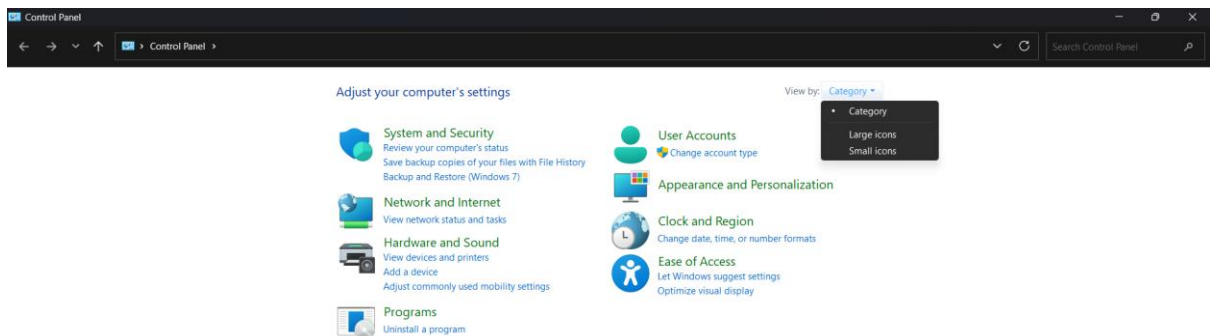 Control Panel
Control Panel
Search Control Panel
Adjust your computer's settings
View by: Category
Category
Large icons
Small icons
System and Security
Review your computer's status
Save backup copies of your files with File History
Backup and Restore (Windows 7)
Network and Internet
View network status and tasks
Hardware and Sound
View devices and printers
Add a device
Adjust commonly used mobility settings
Programs
Uninstall a program
User Accounts
Change account type
Appearance and Personalization
Clock and Region
Change date, time, or number formats
Ease of Access
Let Windows suggest settings
Optimize visual display